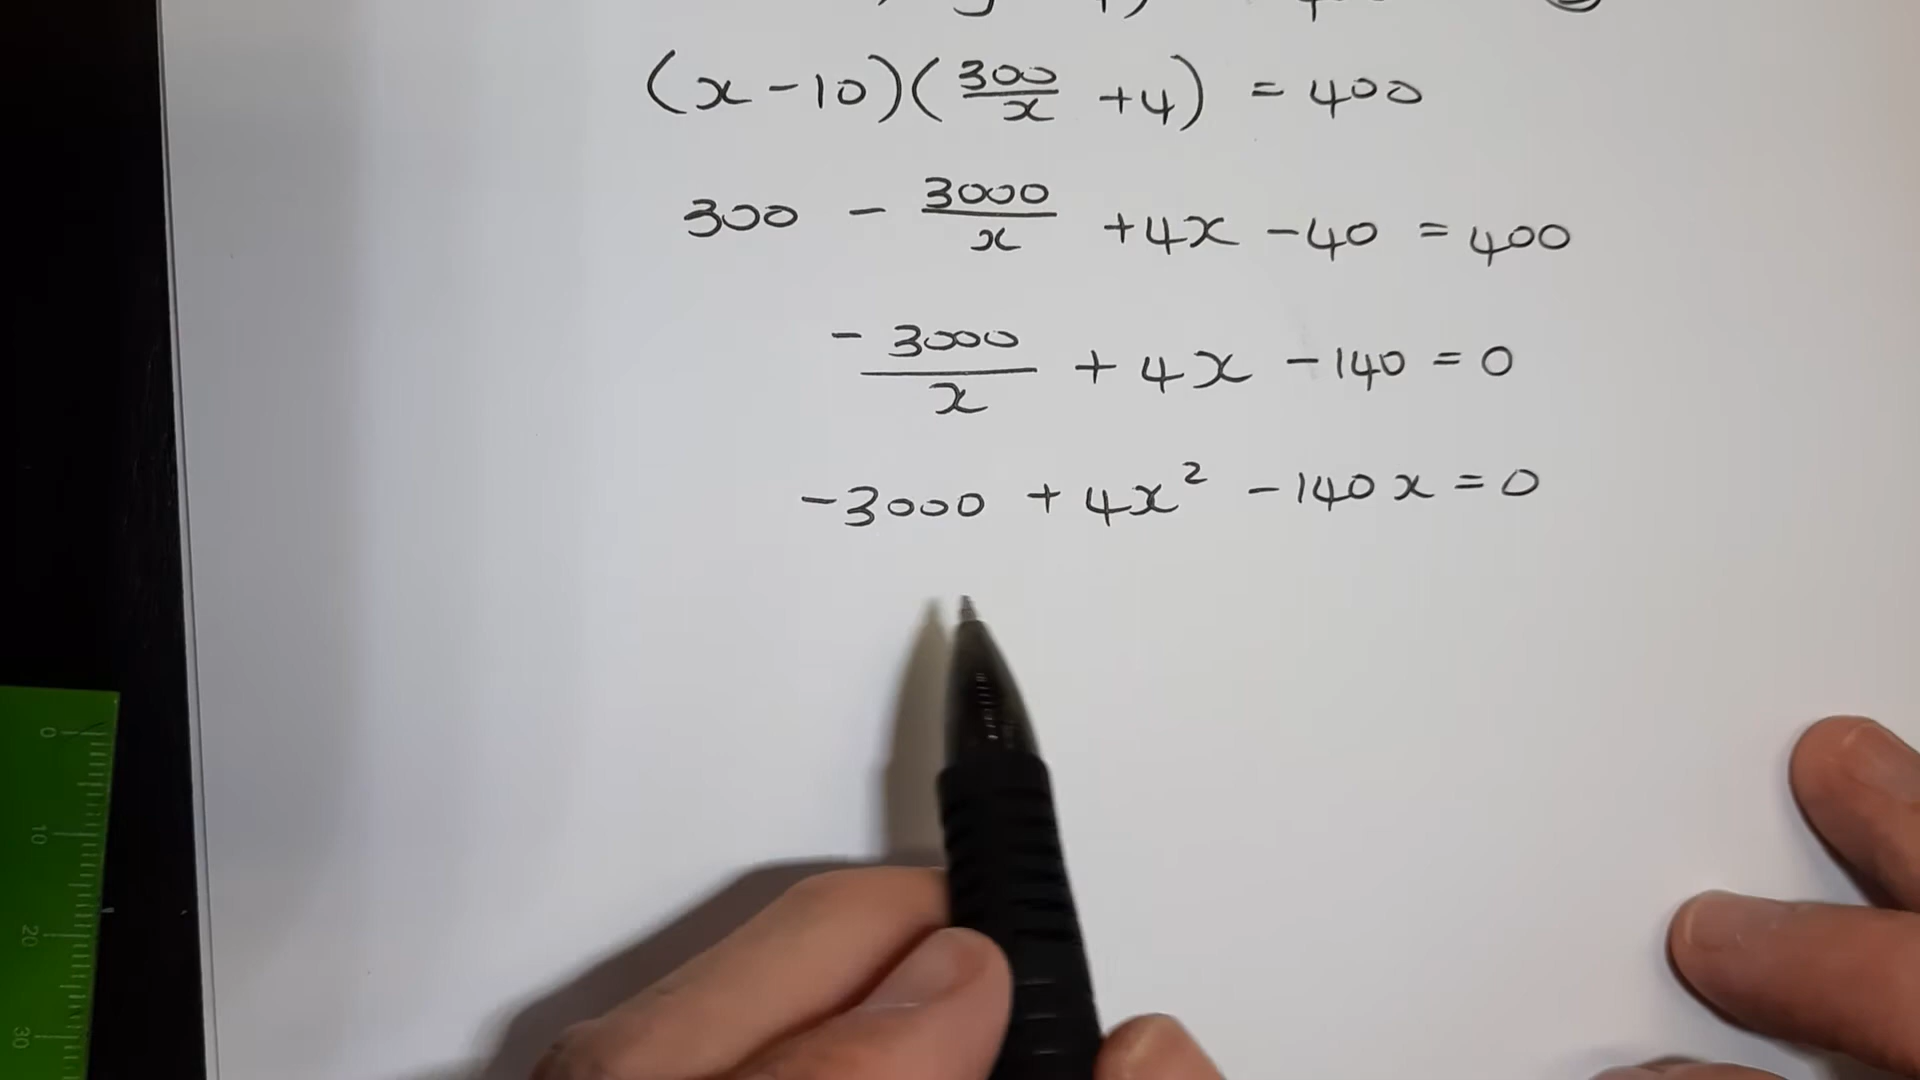 (x - 10)(300/x + 4) = 400
300 - 3000/x + 4x - 40 = 400
- 3000/x + 4x - 140 = 0
-3000 + 4x² - 140x = 0
0
10
20
30